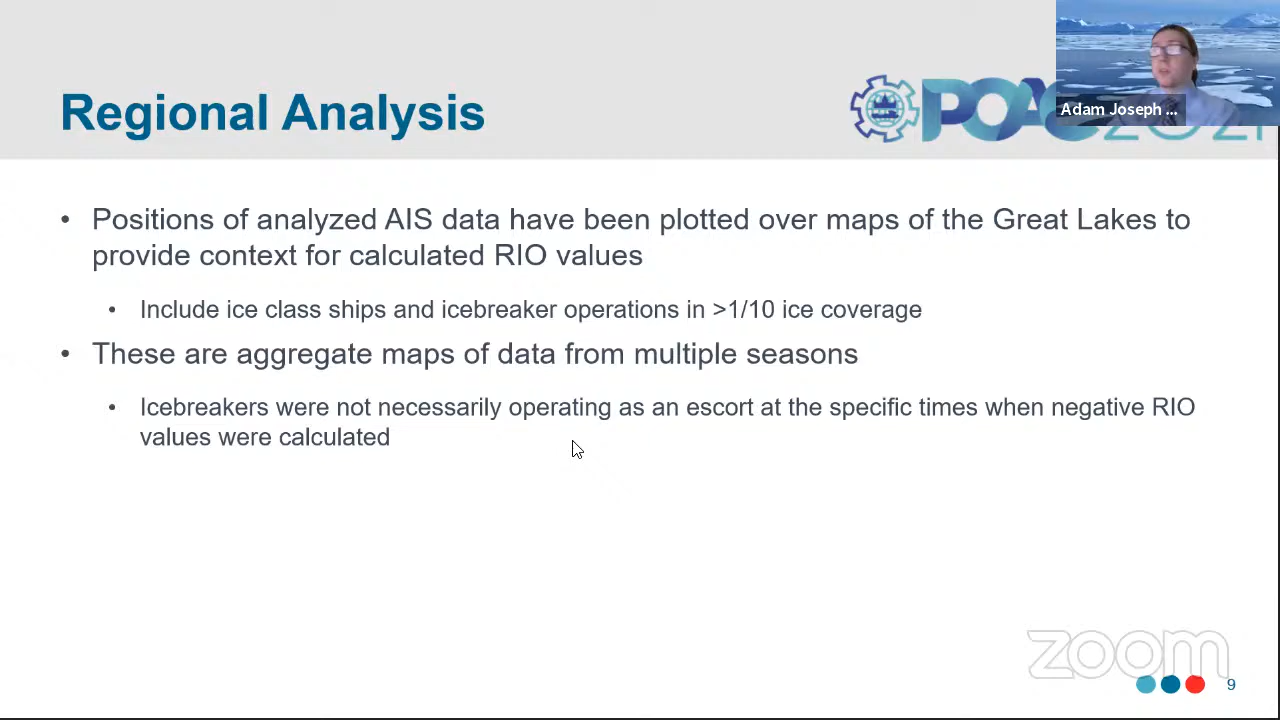 Regional Analysis
Adam Joseph ...
• Positions of analyzed AIS data have been plotted over maps of the Great Lakes to
provide context for calculated RIO values
• Include ice class ships and icebreaker operations in >1/10 ice coverage
• These are aggregate maps of data from multiple seasons
• Icebreakers were not necessarily operating as an escort at the specific times when negative RIO
values were calculated
zoom
9